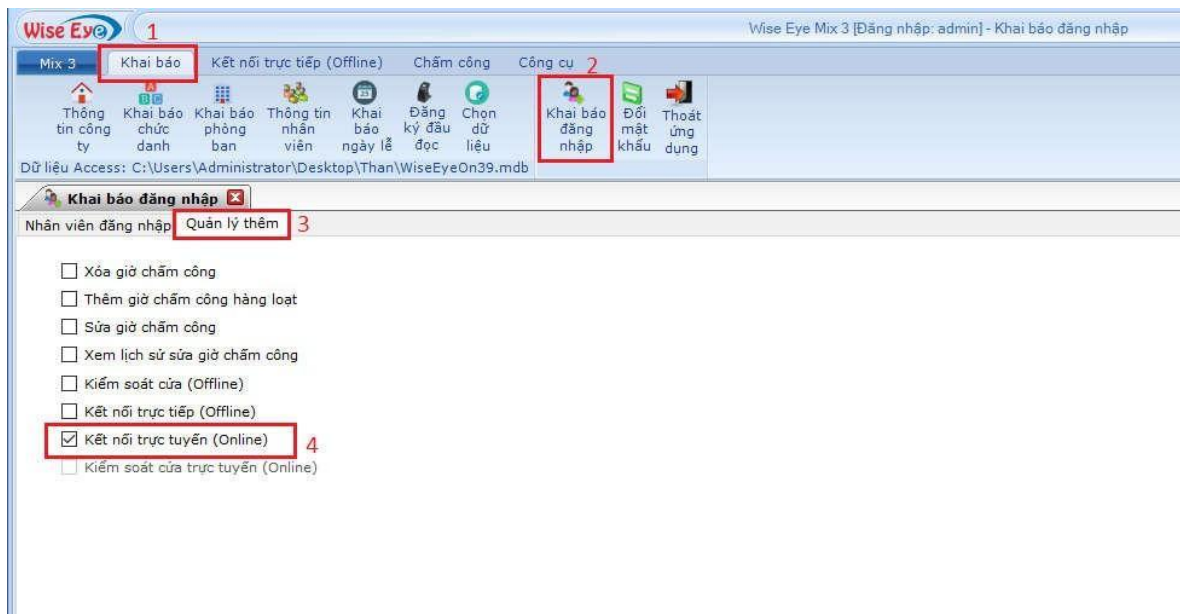 Wise Eye
1
Wise Eye Mix 3 [Đăng nhập: admin] - Khai báo đăng nhập
Mix 3 Khai báo Kết nối trực tiếp (Offline) Chấm công Công cụ 2
Thông tin công ty
Khai báo chức danh
Khai báo phòng ban
Thông tin nhân viên
Khai báo ngày lễ
Đăng ký đầu đọc
Chọn dữ liệu
Khai báo đăng nhập
Đổi mật khẩu
Thoát ứng dụng
Dữ liệu Access: C:\Users\Administrator\Desktop\Than\WiseEyeOn39.mdb
Khai báo đăng nhập
Nhân viên đăng nhập Quản lý thêm 3
Xóa giờ chấm công
Thêm giờ chấm công hàng loạt
Sửa giờ chấm công
Xem lịch sử sửa giờ chấm công
Kiểm soát cửa (Offline)
Kết nối trực tiếp (Offline)
Kết nối trực tuyến (Online) 4
Kiểm soát cửa trực tuyến (Online)